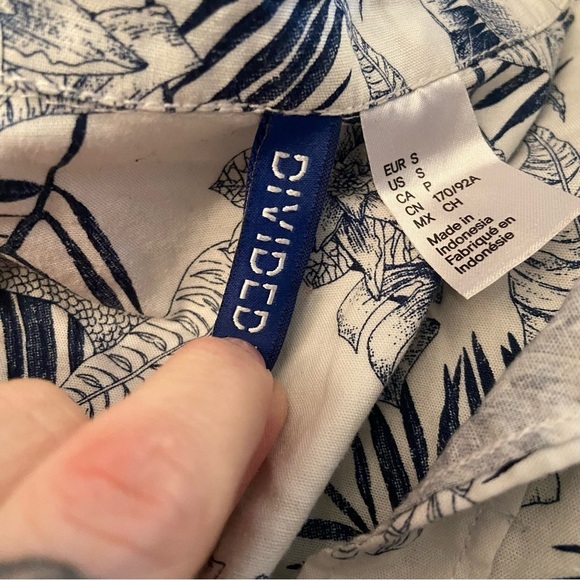 DIVIDED
EUR S
US S
CA P
CN 170/92A
MX CH
Made in
Indonesia
Fabriqué en
Indonésie